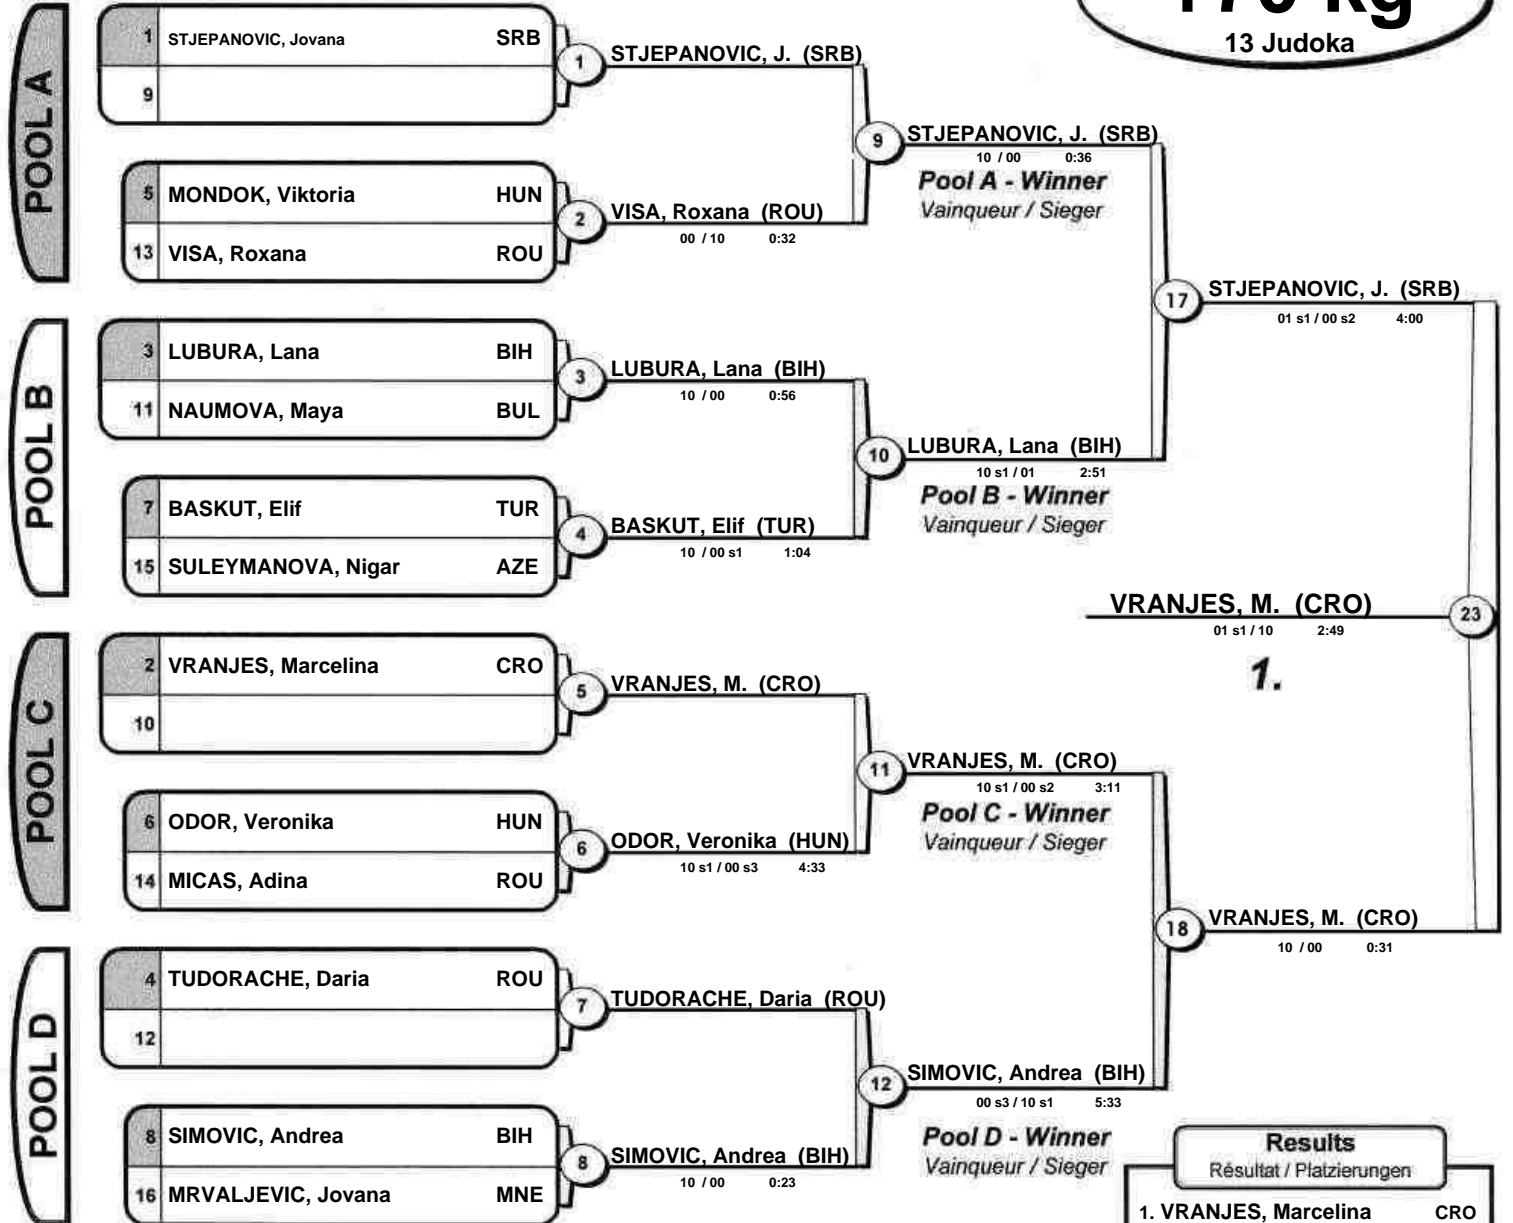 13 Judoka
POOL A
1 STJEPANOVIC, Jovana SRB
9
5 MONDOK, Viktoria HUN
13 VISA, Roxana ROU
1
STJEPANOVIC, J. (SRB)
2
VISA, Roxana (ROU)
00 / 10 0:32
9
STJEPANOVIC, J. (SRB)
10 / 00 0:36
Pool A - Winner
Vainqueur / Sieger
POOL B
3 LUBURA, Lana BIH
11 NAUMOVA, Maya BUL
7 BASKUT, Elif TUR
15 SULEYMANOVA, Nigar AZE
3
LUBURA, Lana (BIH)
10 / 00 0:56
4
BASKUT, Elif (TUR)
10 / 00 s1 1:04
10
LUBURA, Lana (BIH)
10 s1 / 01 2:51
Pool B - Winner
Vainqueur / Sieger
17
STJEPANOVIC, J. (SRB)
01 s1 / 00 s2 4:00
VRANJES, M. (CRO)
23
01 s1 / 10 2:49
1.
POOL C
2 VRANJES, Marcelina CRO
10
6 ODOR, Veronika HUN
14 MICAS, Adina ROU
5
VRANJES, M. (CRO)
6
ODOR, Veronika (HUN)
10 s1 / 00 s3 4:33
11
VRANJES, M. (CRO)
10 s1 / 00 s2 3:11
Pool C - Winner
Vainqueur / Sieger
POOL D
4 TUDORACHE, Daria ROU
12
8 SIMOVIC, Andrea BIH
16 MRVALJEVIC, Jovana MNE
7
TUDORACHE, Daria (ROU)
8
SIMOVIC, Andrea (BIH)
10 / 00 0:23
12
SIMOVIC, Andrea (BIH)
00 s3 / 10 s1 5:33
Pool D - Winner
Vainqueur / Sieger
18
VRANJES, M. (CRO)
10 / 00 0:31
Results
Résultat / Platzierungen
1. VRANJES, Marcelina CRO